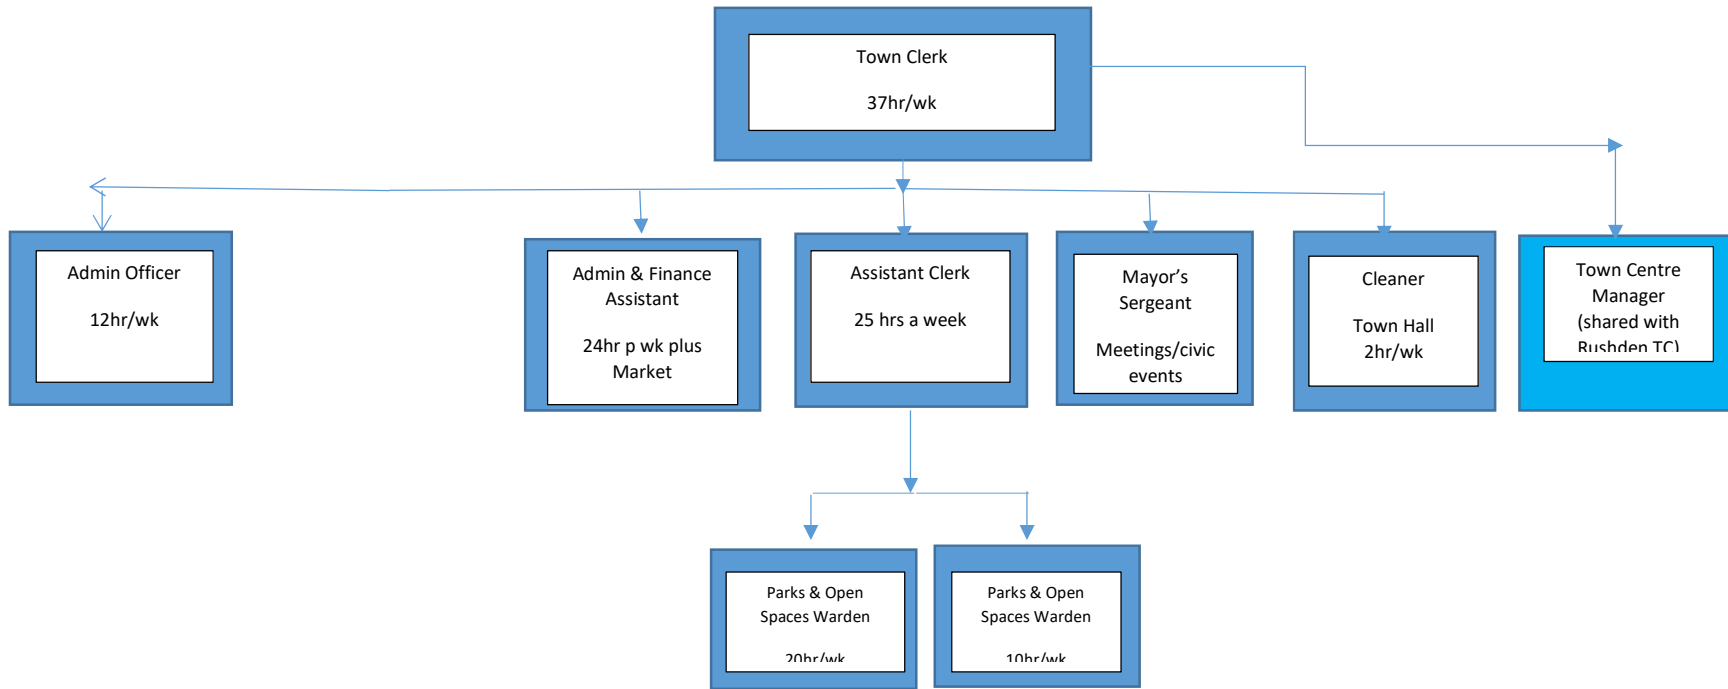 Town Clerk
37hr/wk
Admin Officer
12hr/wk
Admin & Finance
Assistant
24hr p wk plus
Market
Assistant Clerk
25 hrs a week
Mayor’s
Sergeant
Meetings/civic
events
Cleaner
Town Hall
2hr/wk
Town Centre
Manager
(shared with
Rushden TC)
Parks & Open
Spaces Warden
20hr/wk
Parks & Open
Spaces Warden
10hr/wk